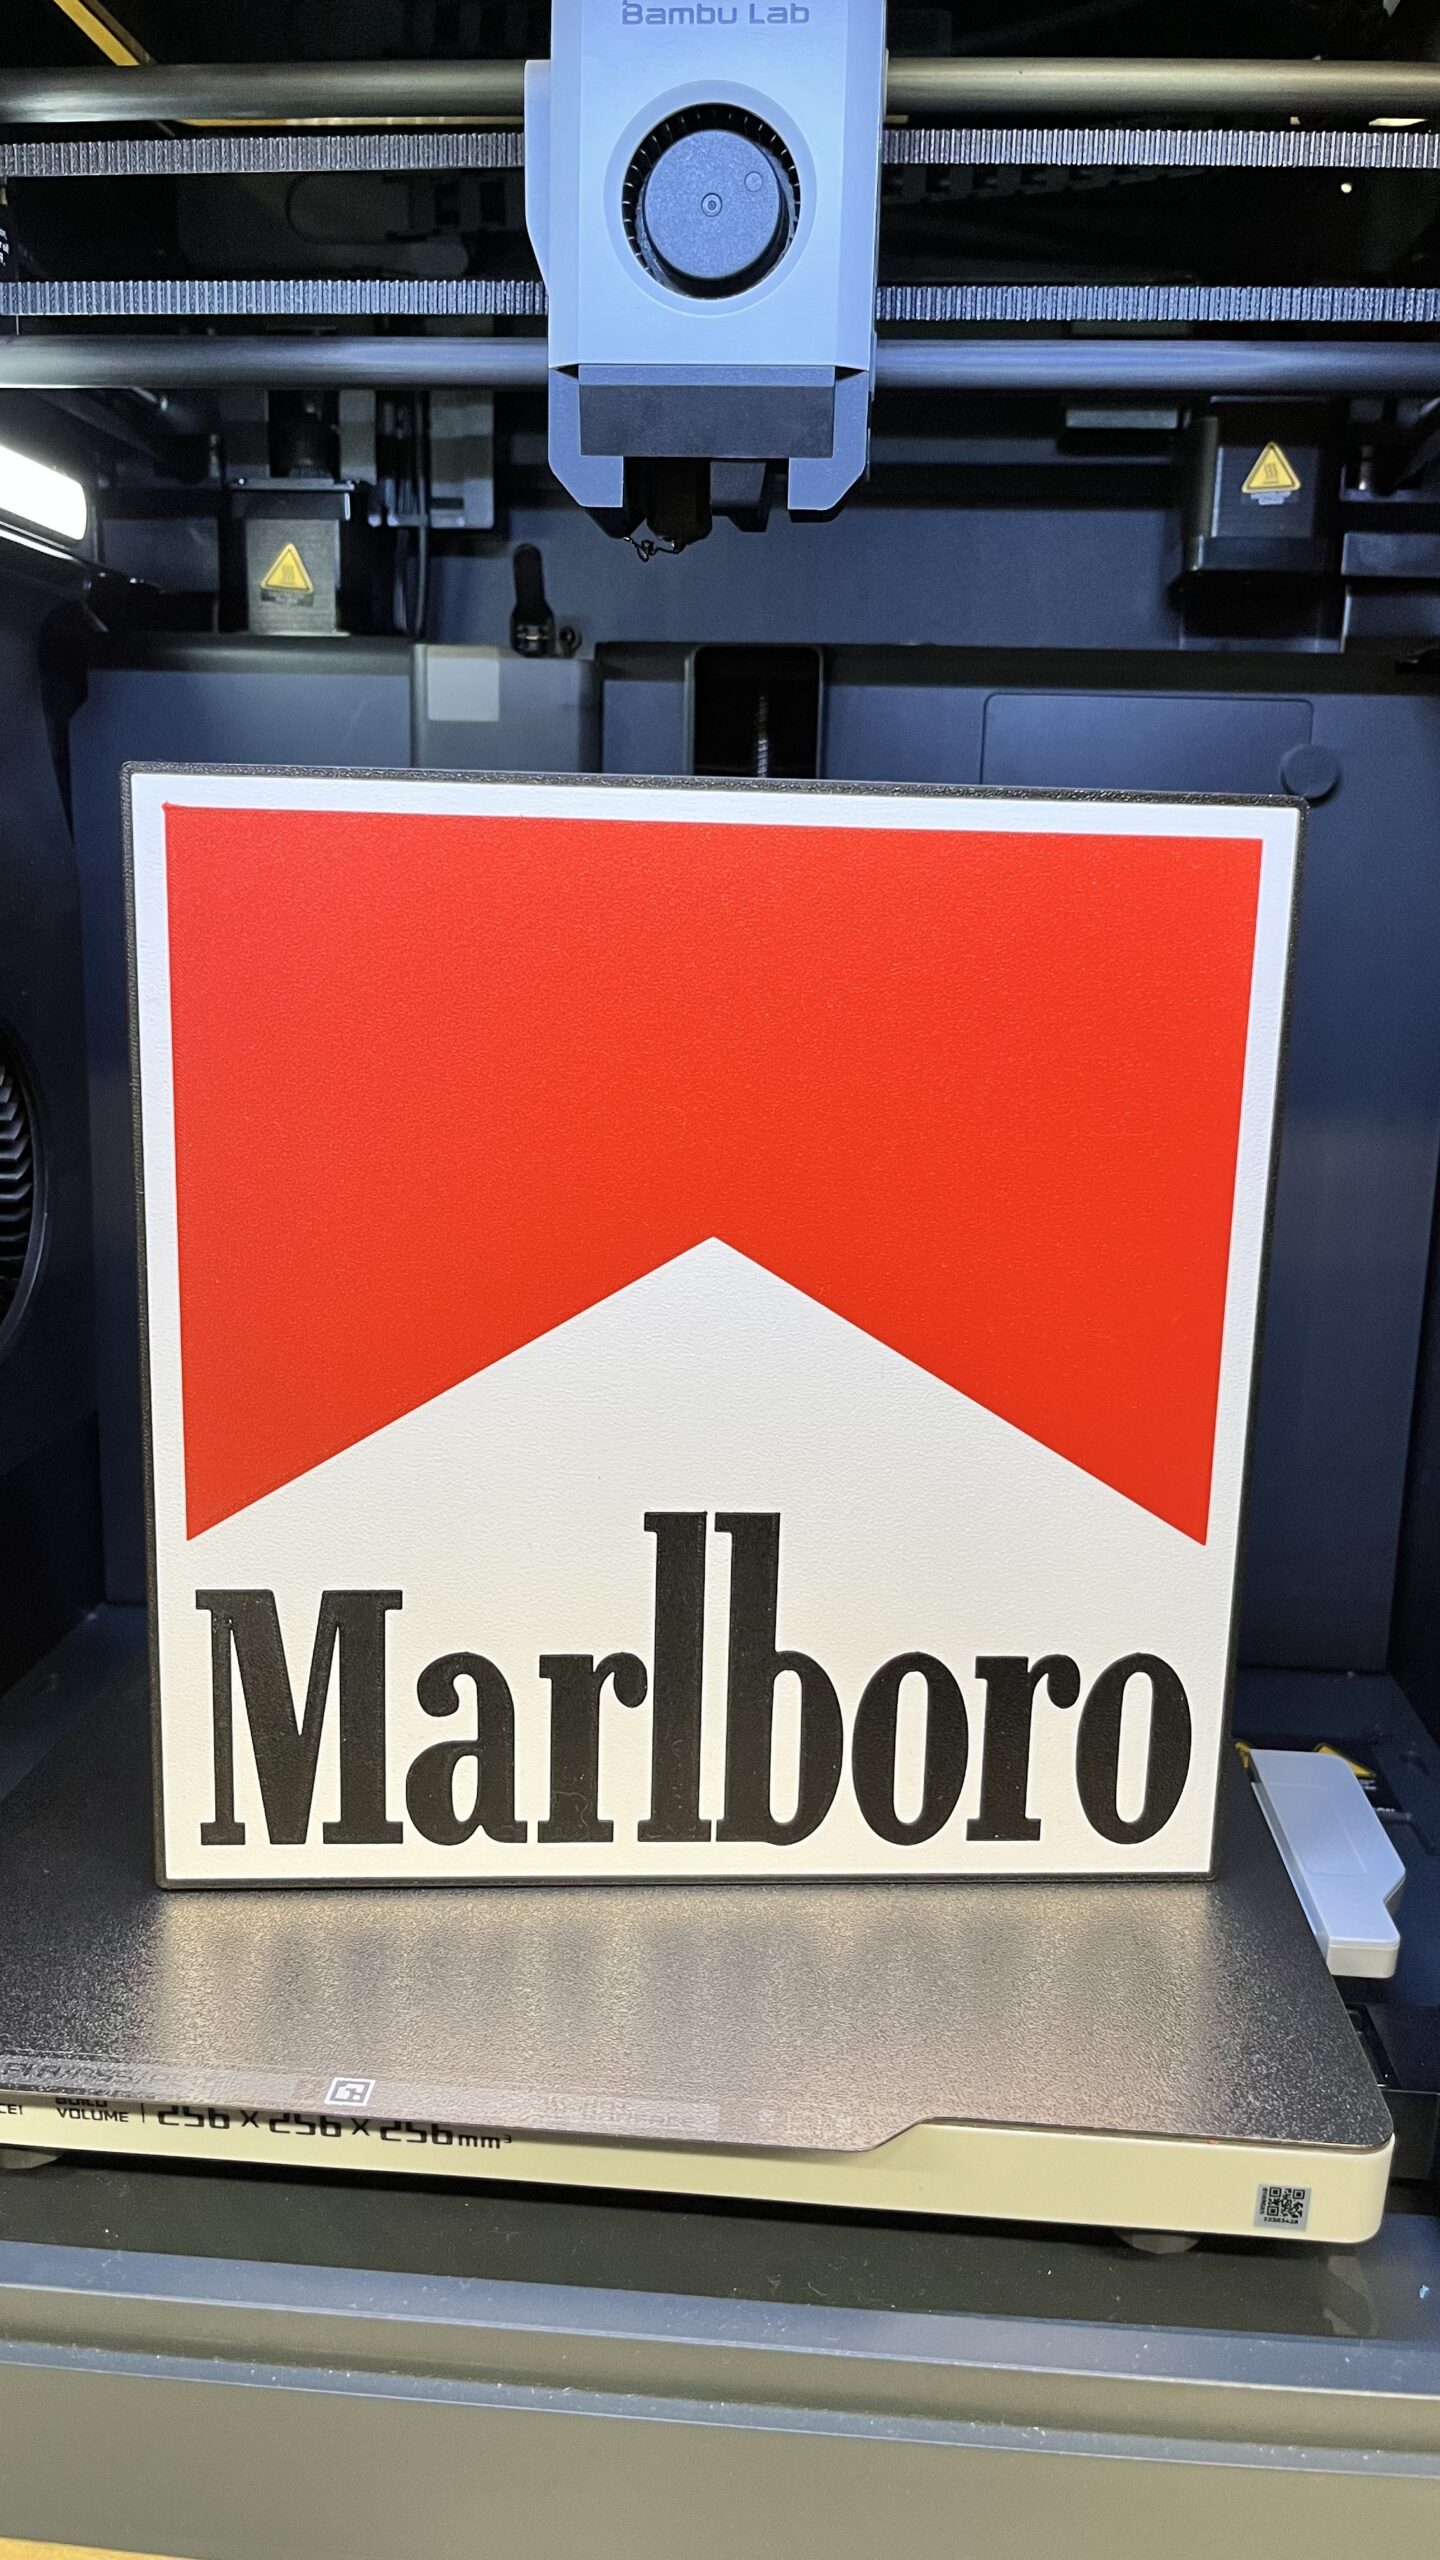 Bambu Lab
Marlboro
BUILD
VOLUME
256 x 256 x 256mm³